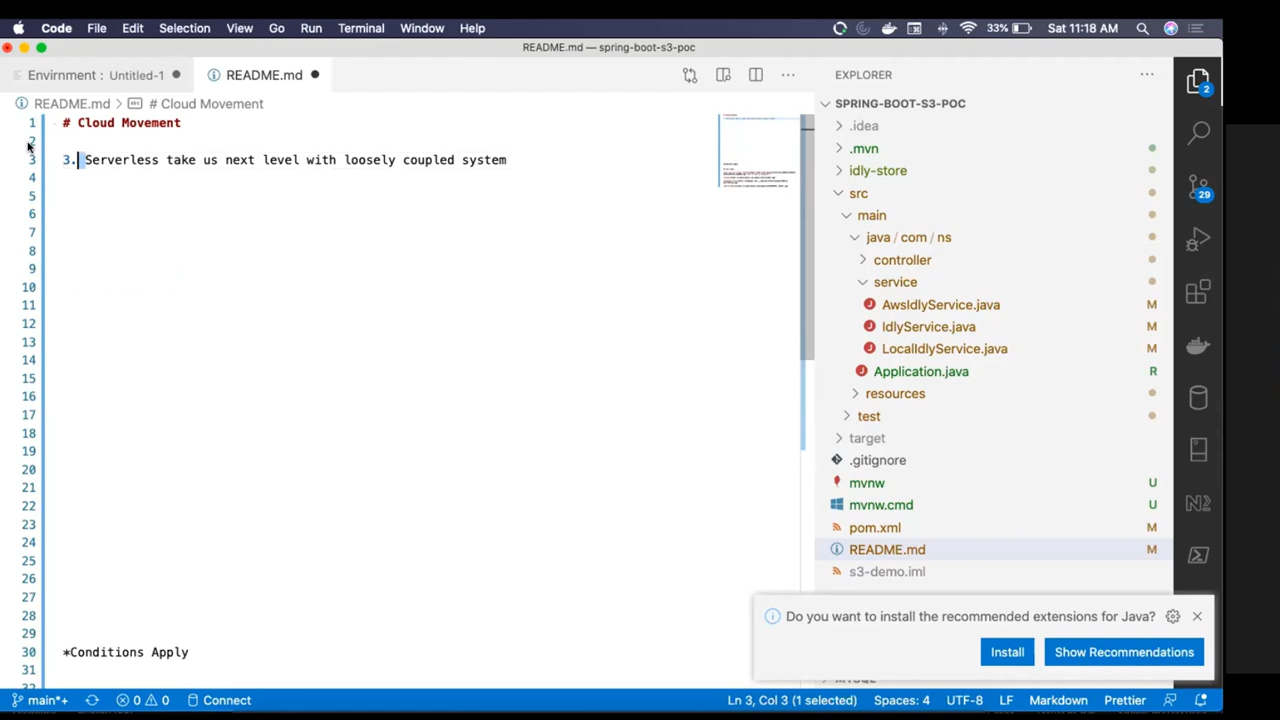 Code File Edit Selection View Go Run Terminal Window Help 33% Sat 11:18 AM
README.md — spring-boot-s3-poc
Envirnment : Untitled-1 README.md
README.md > # Cloud Movement
1 # Cloud Movement
2
3 3. Serverless take us next level with loosely coupled system
4
5
6
7
8
9
10
11
12
13
14
15
16
17
18
19
20
21
22
23
24
25
26
27
28
29
30 *Conditions Apply
31
EXPLORER
SPRING-BOOT-S3-POC
.idea
.mvn
idly-store
src
main
java / com / ns
controller
service
AwsIdlyService.java M
IdlyService.java M
LocalIdlyService.java M
Application.java R
resources
test
target
.gitignore
mvnw U
mvnw.cmd U
pom.xml M
README.md M
s3-demo.iml
2
29
Do you want to install the recommended extensions for Java?
Install Show Recommendations
main*+ 0 0 Connect Ln 3, Col 3 (1 selected) Spaces: 4 UTF-8 LF Markdown Prettier